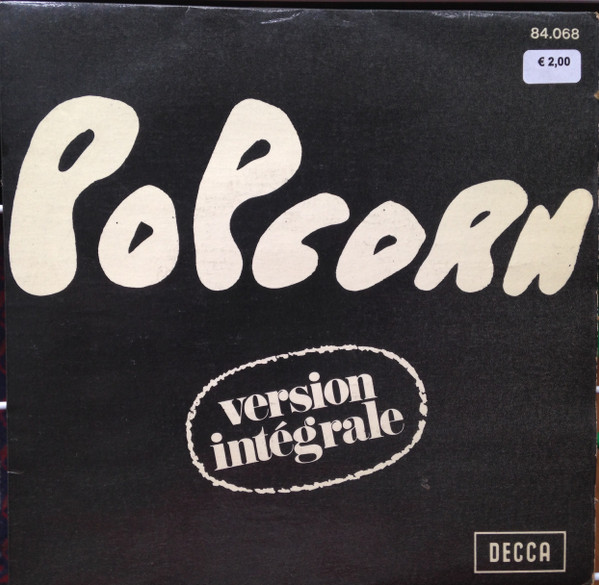 84.068
€ 2,00
POPCORN
version
intégrale
DECCA